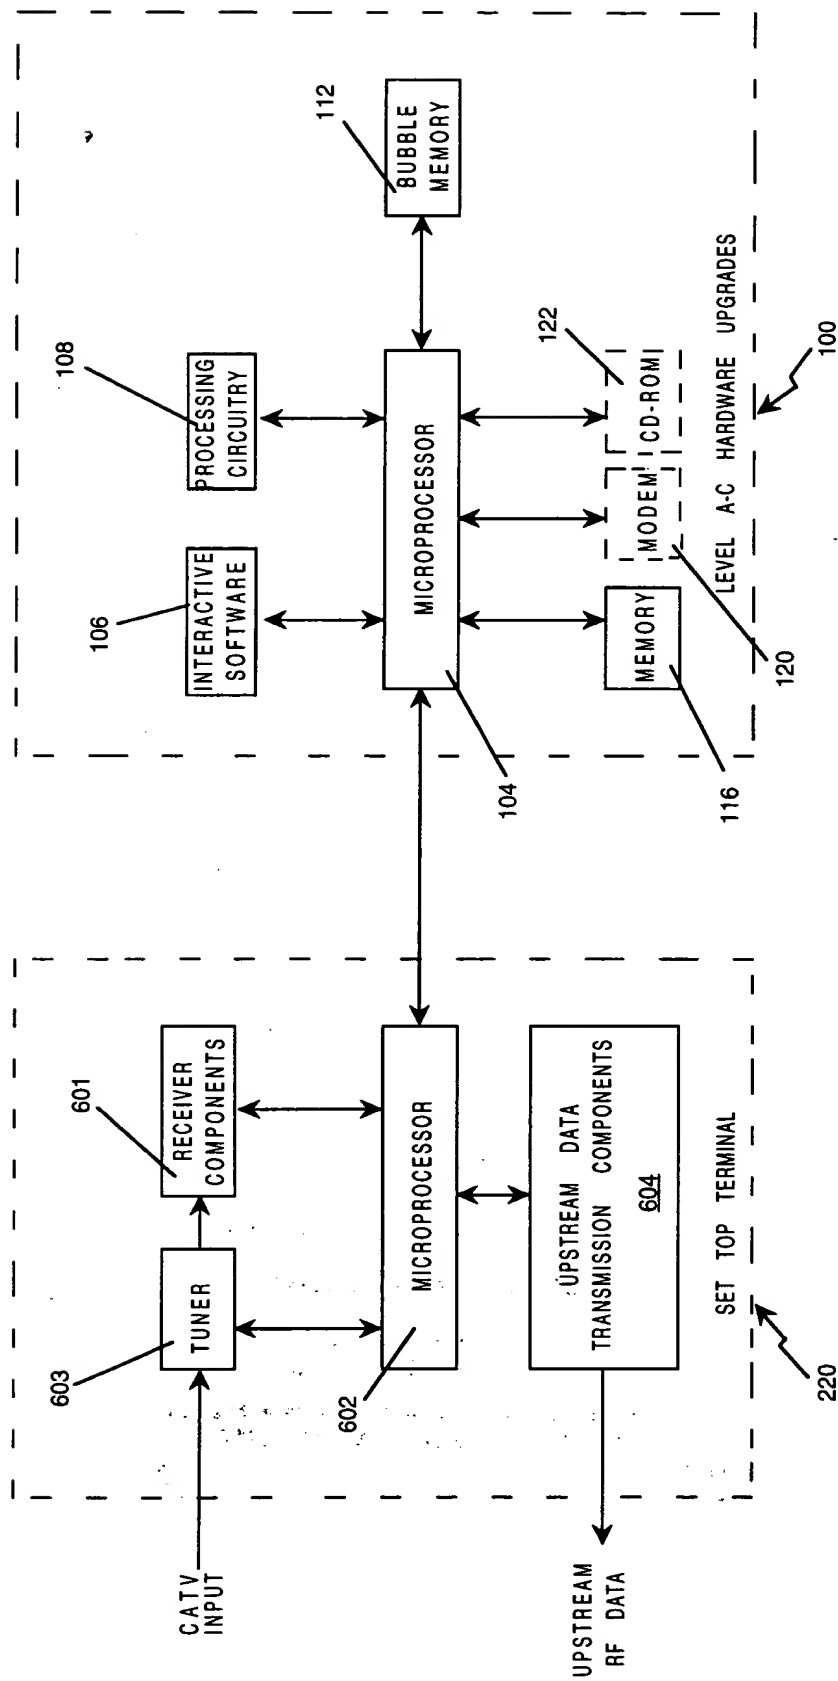 CATV
INPUT
603
TUNER
601
RECEIVER
COMPONENTS
602
MICROPROCESSOR
UPSTREAM DATA
TRANSMISSION COMPONENTS
604
UPSTREAM
RF DATA
SET TOP TERMINAL
220
106
INTERACTIVE
SOFTWARE
108
PROCESSING
CIRCUITRY
104
MICROPROCESSOR
112
BUBBLE
MEMORY
116
MEMORY
120
MODEM
122
CD-ROM
LEVEL A-C HARDWARE UPGRADES
100